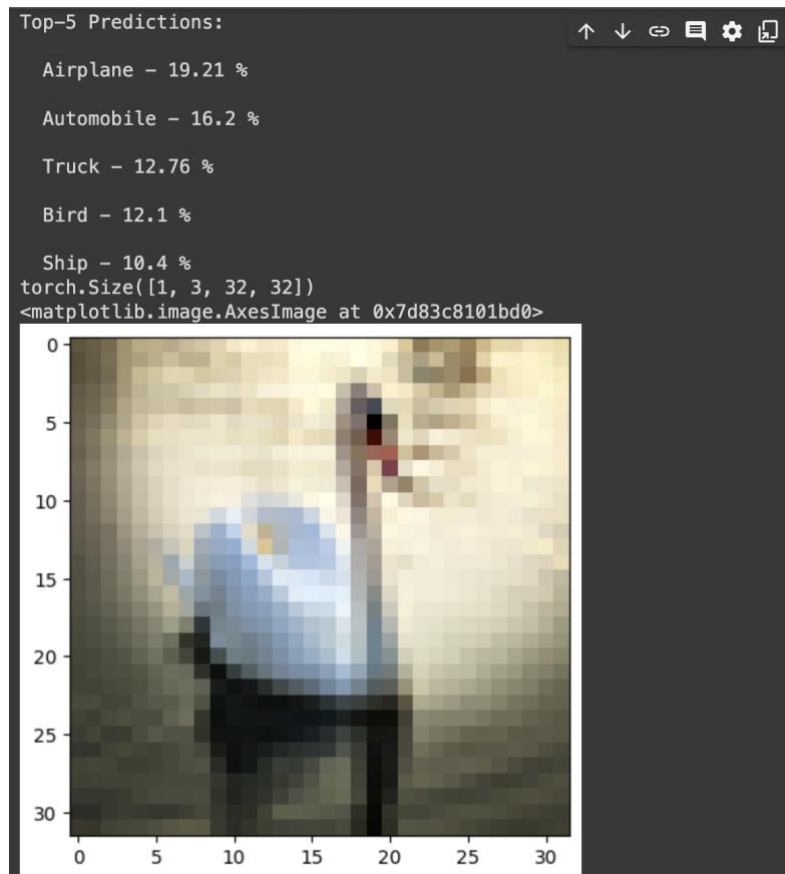 Top-5 Predictions:
Airplane - 19.21 %
Automobile - 16.2 %
Truck - 12.76 %
Bird - 12.1 %
Ship - 10.4 %
torch.Size([1, 3, 32, 32])
<matplotlib.image.AxesImage at 0x7d83c8101bd0>
0
5
10
15
20
25
30
0 5 10 15 20 25 30